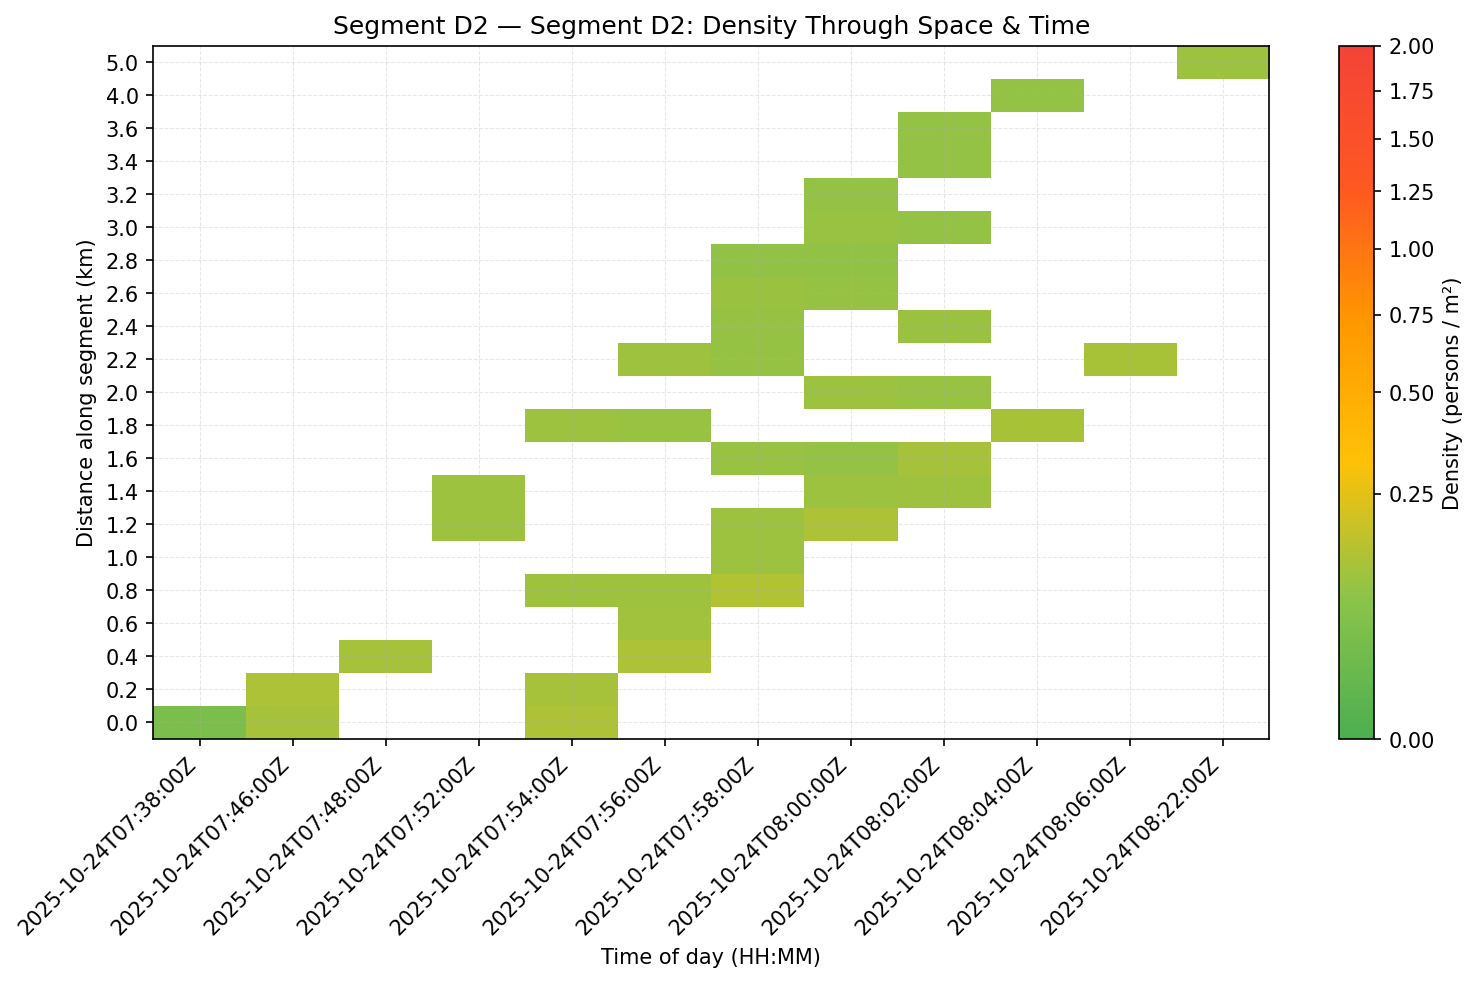 Segment D2 — Segment D2: Density Through Space & Time
5.0
4.0
3.6
3.4
3.2
3.0
2.8
2.6
2.4
2.2
2.0
1.8
1.6
1.4
1.2
1.0
0.8
0.6
0.4
0.2
0.0
Distance along segment (km)
2025-10-24T07:38:00Z
2025-10-24T07:46:00Z
2025-10-24T07:48:00Z
2025-10-24T07:52:00Z
2025-10-24T07:54:00Z
2025-10-24T07:56:00Z
2025-10-24T07:58:00Z
2025-10-24T08:00:00Z
2025-10-24T08:02:00Z
2025-10-24T08:04:00Z
2025-10-24T08:06:00Z
2025-10-24T08:22:00Z
Time of day (HH:MM)
2.00
1.75
1.50
1.25
1.00
0.75
0.50
0.25
0.00
Density (persons / m²)